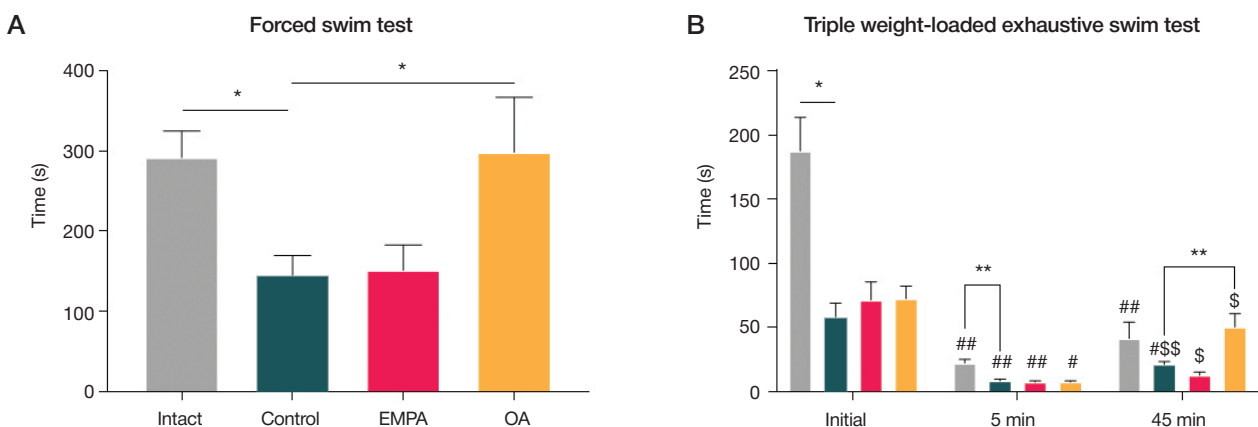 A
Forced swim test
Time (s)
400
300
200
100
0
*
*
Intact
Control
EMPA
OA
B
Triple weight-loaded exhaustive swim test
Time (s)
250
200
150
100
50
0
*
**
**
##
##
##
#
##
#$$
$
$
Initial
5 min
45 min